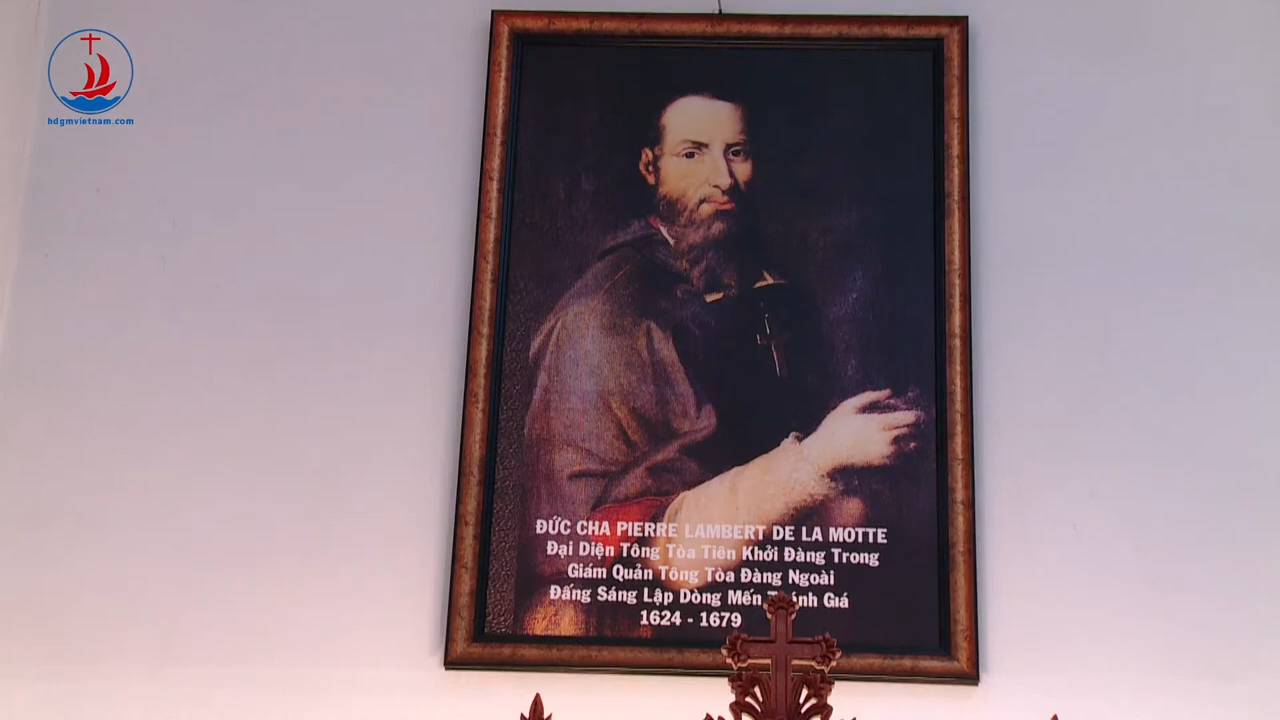 hdgmvietnam.com
ĐỨC CHA PIERRE LAMBERT DE LA MOTTE
Đại Diện Tông Tòa Tiên Khởi Đàng Trong
Giám Quản Tông Tòa Đàng Ngoài
Đấng Sáng Lập Dòng Mến Giá
1624 - 1679